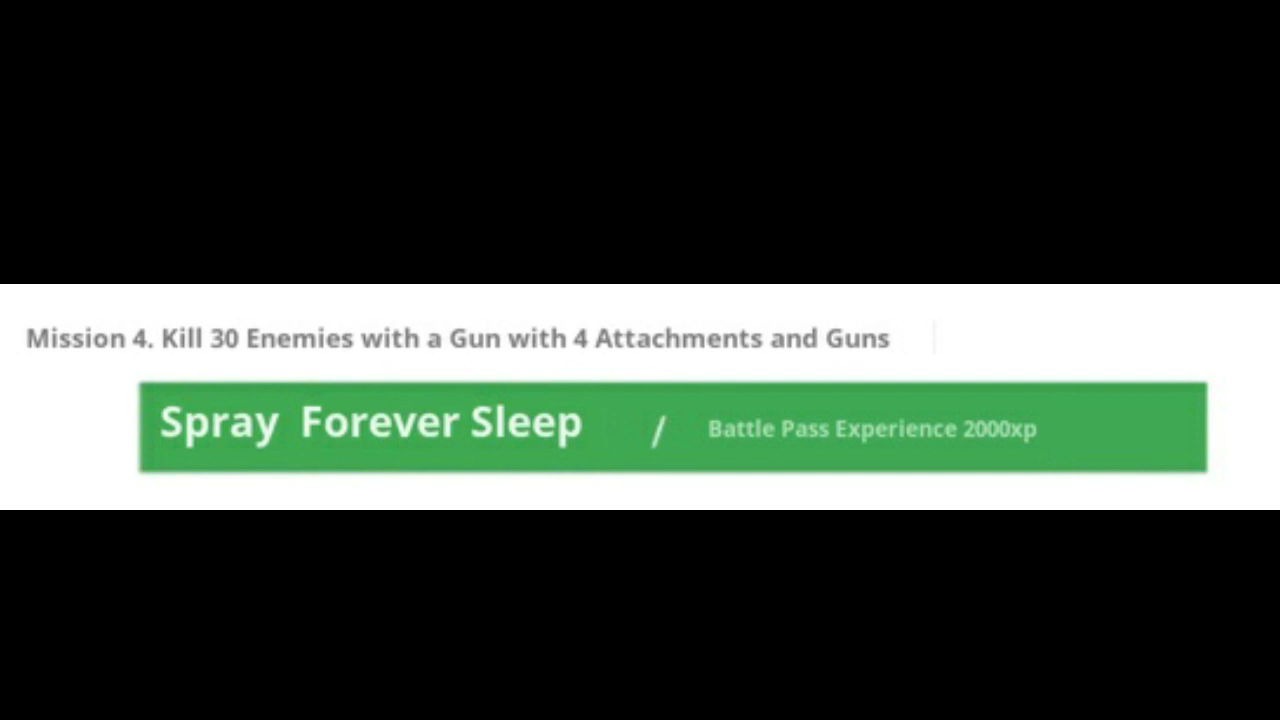 Mission 4. Kill 30 Enemies with a Gun with 4 Attachments and Guns
Spray Forever Sleep / Battle Pass Experience 2000xp